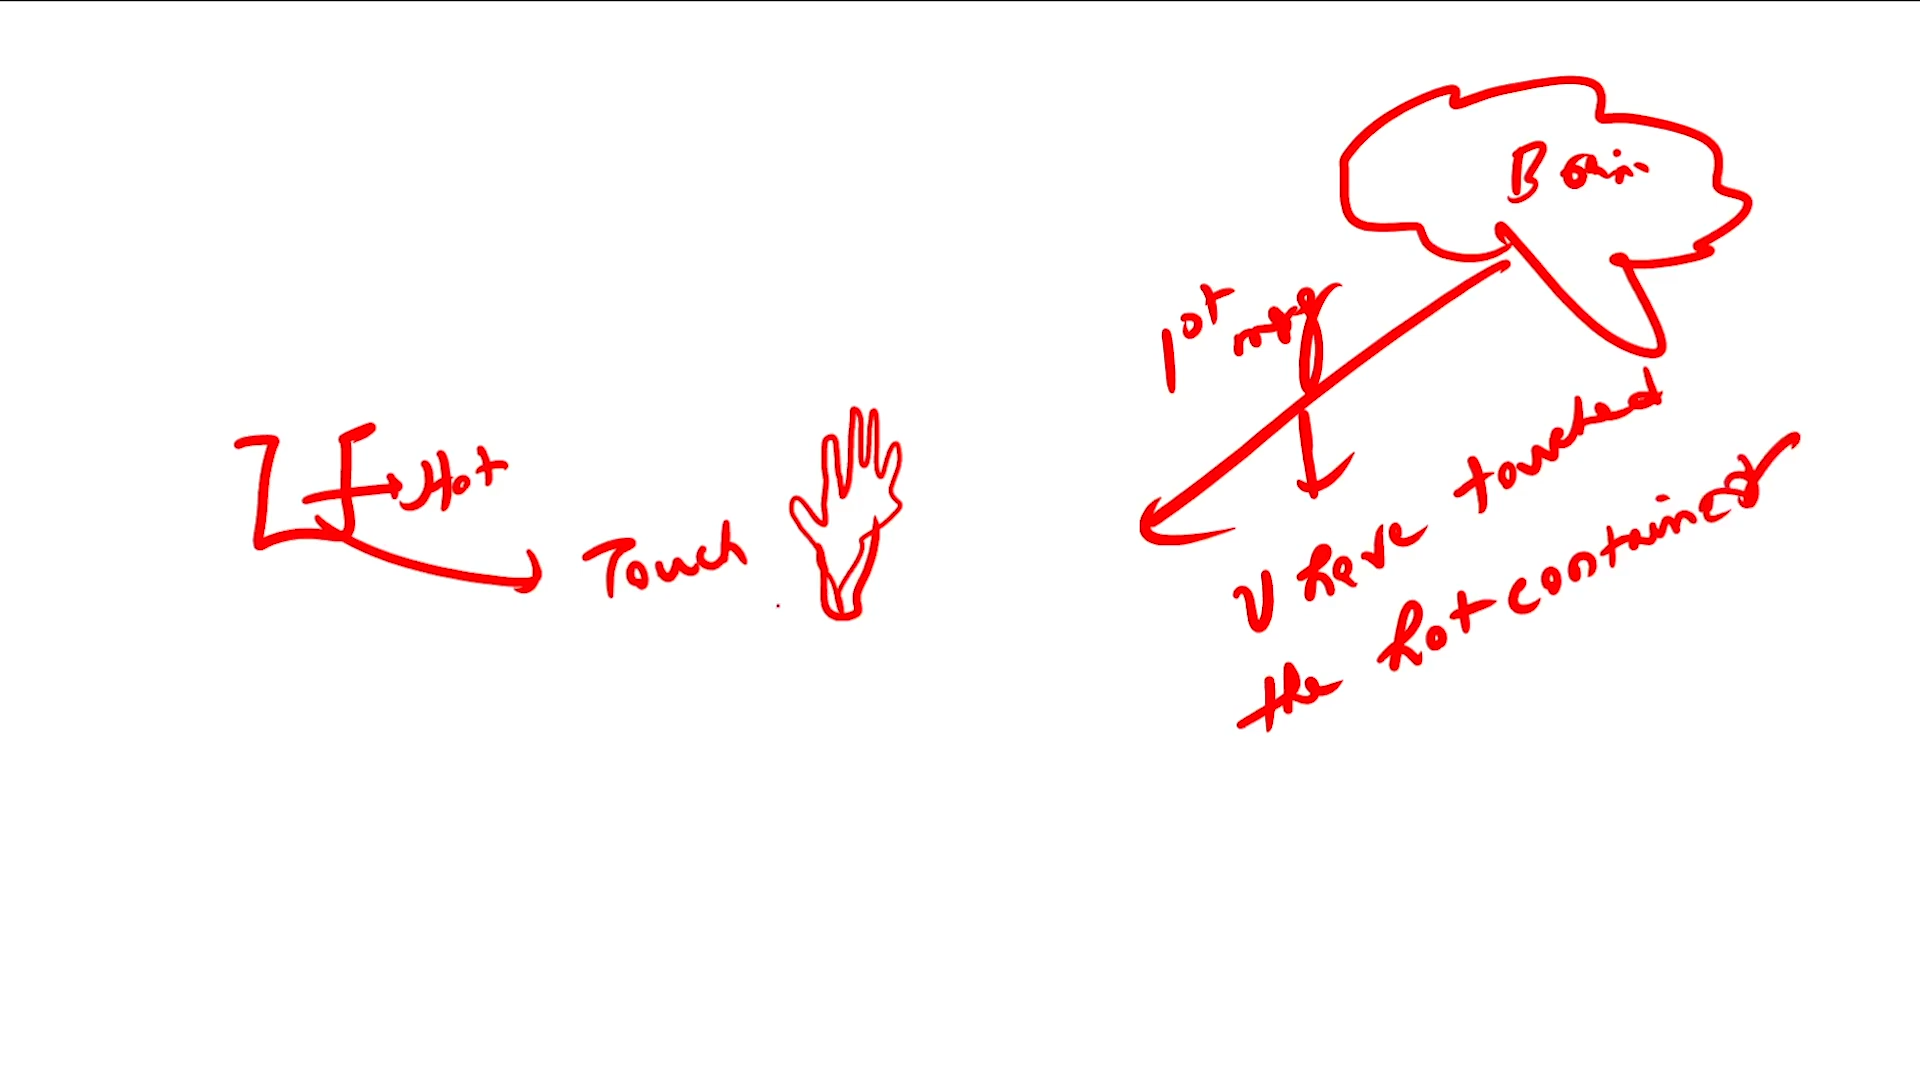 Brain
1st msg
Hot
Touch
U have touched
the hot container